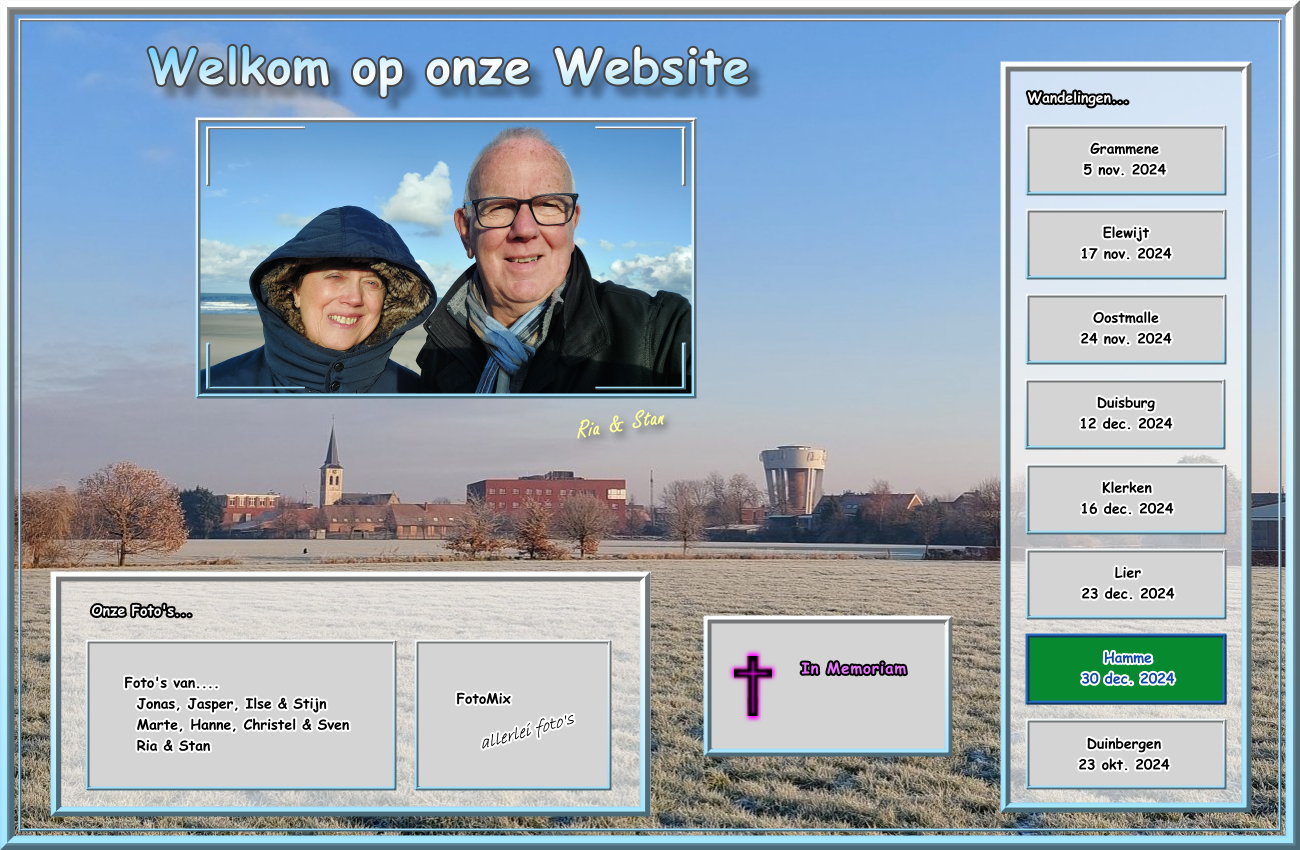 Welkom op onze Website
Ria & Stan
Onze Foto's...
Foto's van....
Jonas, Jasper, Ilse & Stijn
Marte, Hanne, Christel & Sven
Ria & Stan
FotoMix
allerlei foto's
In Memoriam
Wandelingen...
Grammene
5 nov. 2024
Elewijt
17 nov. 2024
Oostmalle
24 nov. 2024
Duisburg
12 dec. 2024
Klerken
16 dec. 2024
Lier
23 dec. 2024
Hamme
30 dec. 2024
Duinbergen
23 okt. 2024